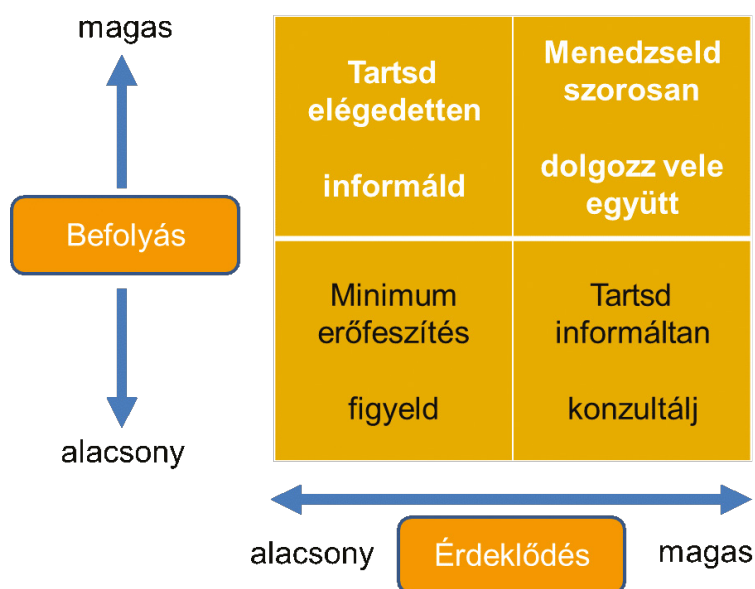 magas
Befolyás
alacsony
Tartsd
elégedetten
informáld
Menedzseld
szorosan
dolgozz vele
együtt
Minimum
erőfeszítés
figyeld
Tartsd
informáltan
konzultálj
alacsony
Érdeklődés
magas